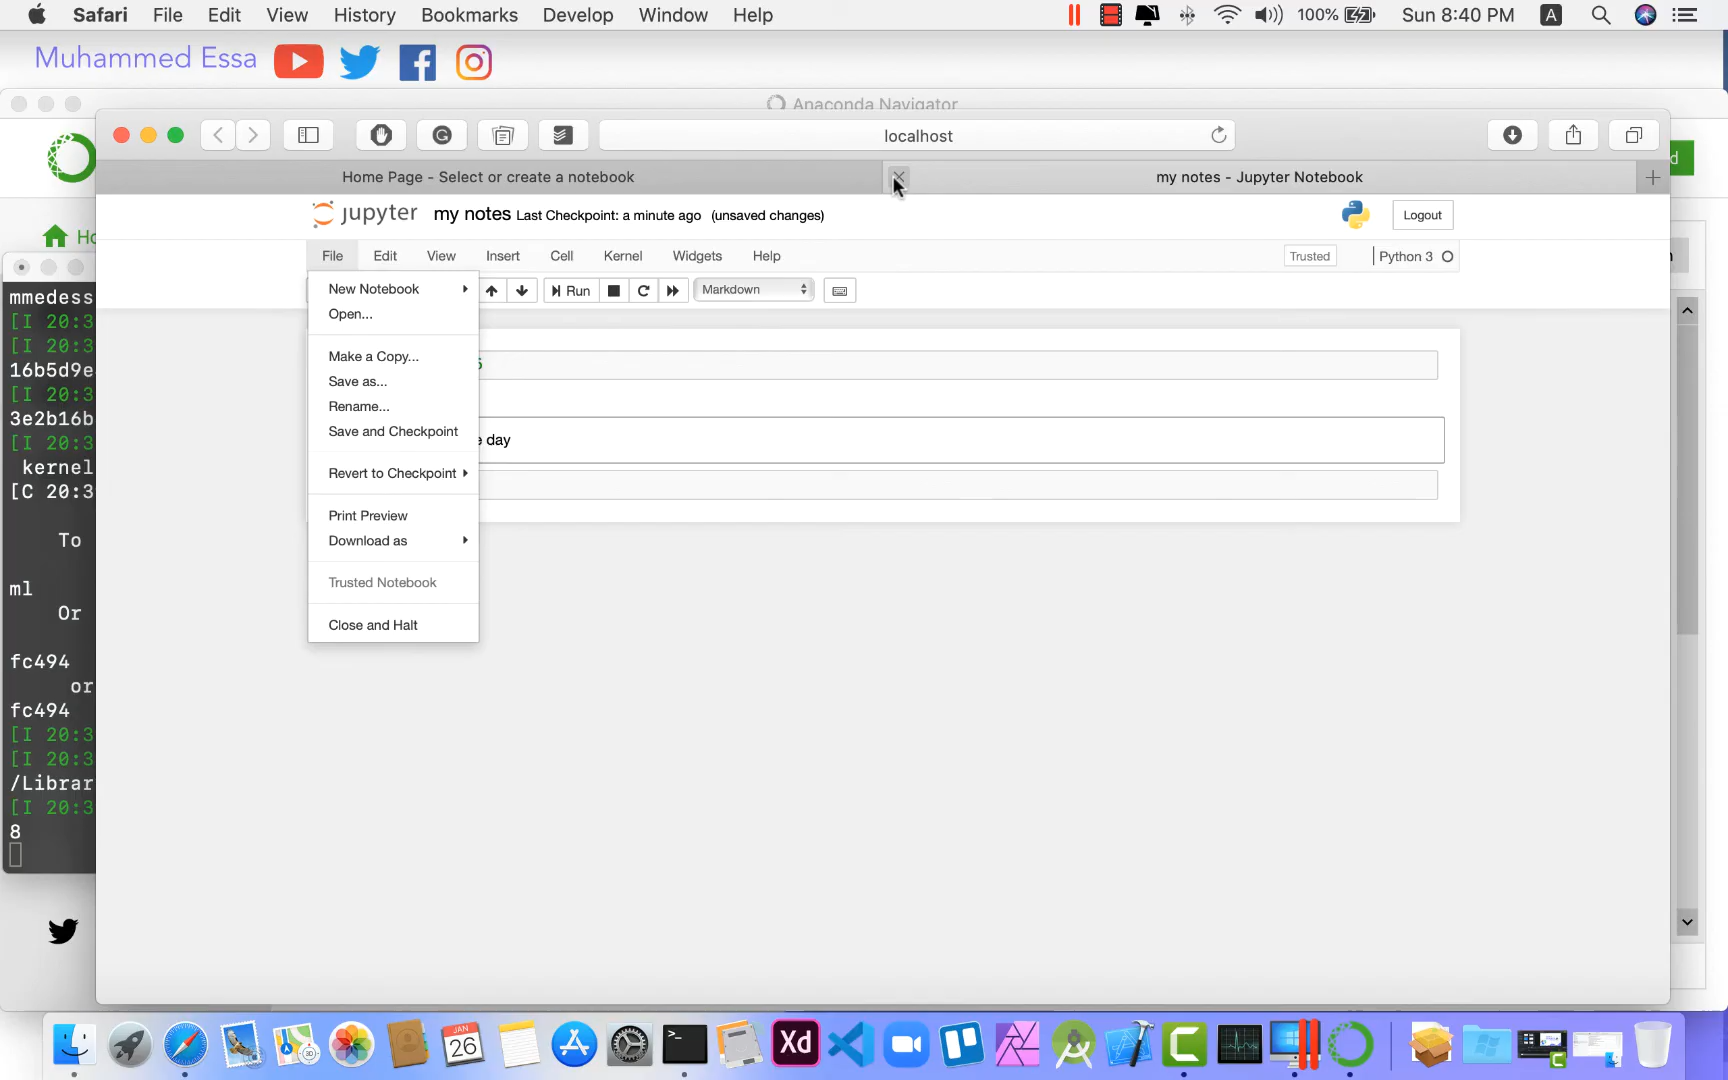 Safari File Edit View History Bookmarks Develop Window Help 100% Sun 8:40 PM A
Muhammed Essa
Anaconda Navigator
localhost
Home Page - Select or create a notebook
my notes - Jupyter Notebook
jupyter my notes Last Checkpoint: a minute ago (unsaved changes)
Logout
File Edit View Insert Cell Kernel Widgets Help Trusted Python 3
Run Markdown
New Notebook
Open...
Make a Copy...
Save as...
Rename...
Save and Checkpoint
e day
Revert to Checkpoint
Print Preview
Download as
Trusted Notebook
Close and Halt
Ho
mmedess
[I 20:3
[I 20:3
16b5d9e
[I 20:3
3e2b16b
[I 20:3
kernel
[C 20:3
To
ml
Or
fc494
or
fc494
[I 20:3
[I 20:3
/Librar
[I 20:3
8
JAN
26
3D
Xd